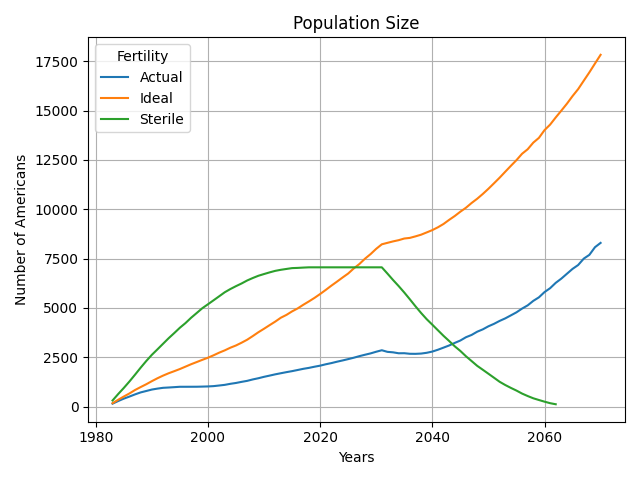 Population Size
Fertility
Actual
Ideal
Sterile
Number of Americans
17500
15000
12500
10000
7500
5000
2500
0
1980
2000
2020
2040
2060
Years